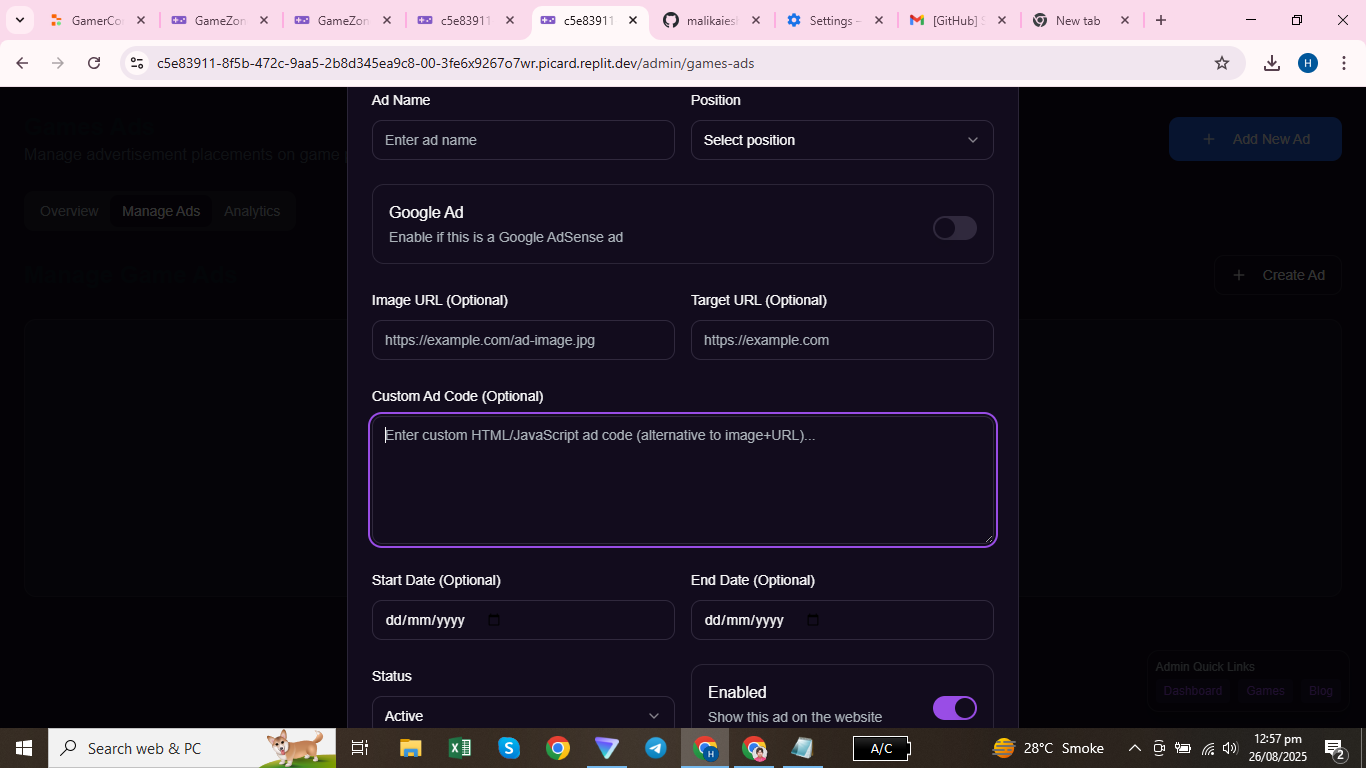 GamerCo
GameZon
GameZon
c5e83911
c5e83911
malikaiesh
Settings –
[GitHub] S
New tab
c5e83911-8f5b-472c-9aa5-2b8d345ea9c8-00-3fe6x9267o7wr.picard.replit.dev/admin/games-ads
H
Games Ads
Manage advertisement placements on game p
+ Add New Ad
Overview Manage Ads Analytics
Manage Game Ads
+ Create Ad
Ad Name Position
Enter ad name Select position
Google Ad
Enable if this is a Google AdSense ad
Image URL (Optional) Target URL (Optional)
https://example.com/ad-image.jpg https://example.com
Custom Ad Code (Optional)
Enter custom HTML/JavaScript ad code (alternative to image+URL)...
Start Date (Optional) End Date (Optional)
dd/mm/yyyy dd/mm/yyyy
Status
Active
Enabled
Show this ad on the website
Admin Quick Links
Dashboard Games Blog
Search web & PC
A/C
28°C Smoke
12:57 pm
26/08/2025
2